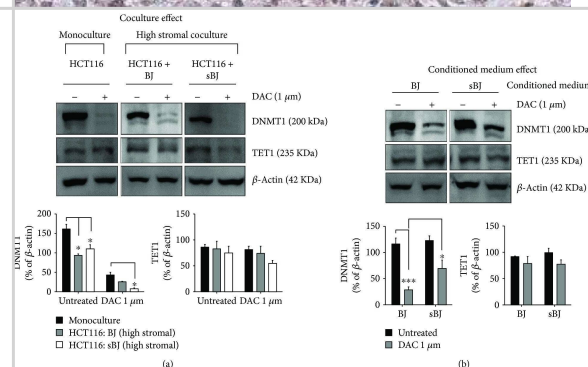 Coculture effect
Monoculture
High stromal coculture
HCT116
HCT116 +
BJ
HCT116 +
sBJ
− + − + − +
DAC (1 μm)
DNMT1 (200 kDa)
TET1 (235 KDa)
β-Actin (42 KDa)
DNMT1
(% of β-actin)
200
150
100
50
0
* * *
Untreated DAC 1 μm
TET1
(% of β-actin)
150
100
50
0
Untreated DAC 1 μm
Monoculture
HCT116: BJ (high stromal)
HCT116: sBJ (high stromal)
(a)
Conditioned medium effect
BJ sBJ Conditioned medium
− + − +
DAC (1 μm)
DNMT1 (200 kDa)
TET1 (235 KDa)
β-Actin (42 KDa)
DNMT1
(% of β-actin)
150
100
50
0
*** *
BJ sBJ
TET1
(% of β-actin)
150
100
50
0
BJ sBJ
Untreated
DAC 1 μm
(b)